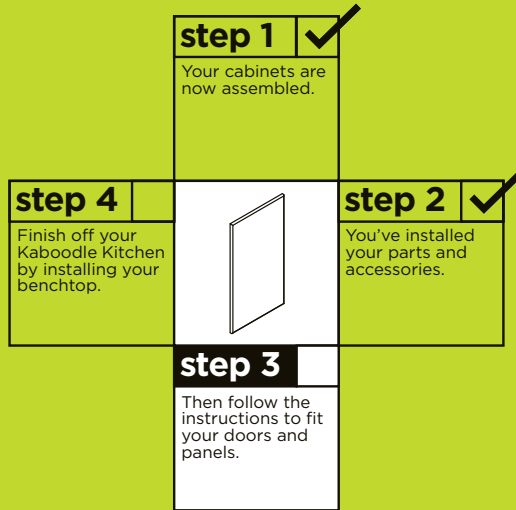 step 1
Your cabinets are
now assembled.
step 4
Finish off your
Kaboodle Kitchen
by installing your
benchtop.
step 2
You've installed
your parts and
accessories.
step 3
Then follow the
instructions to fit
your doors and
panels.